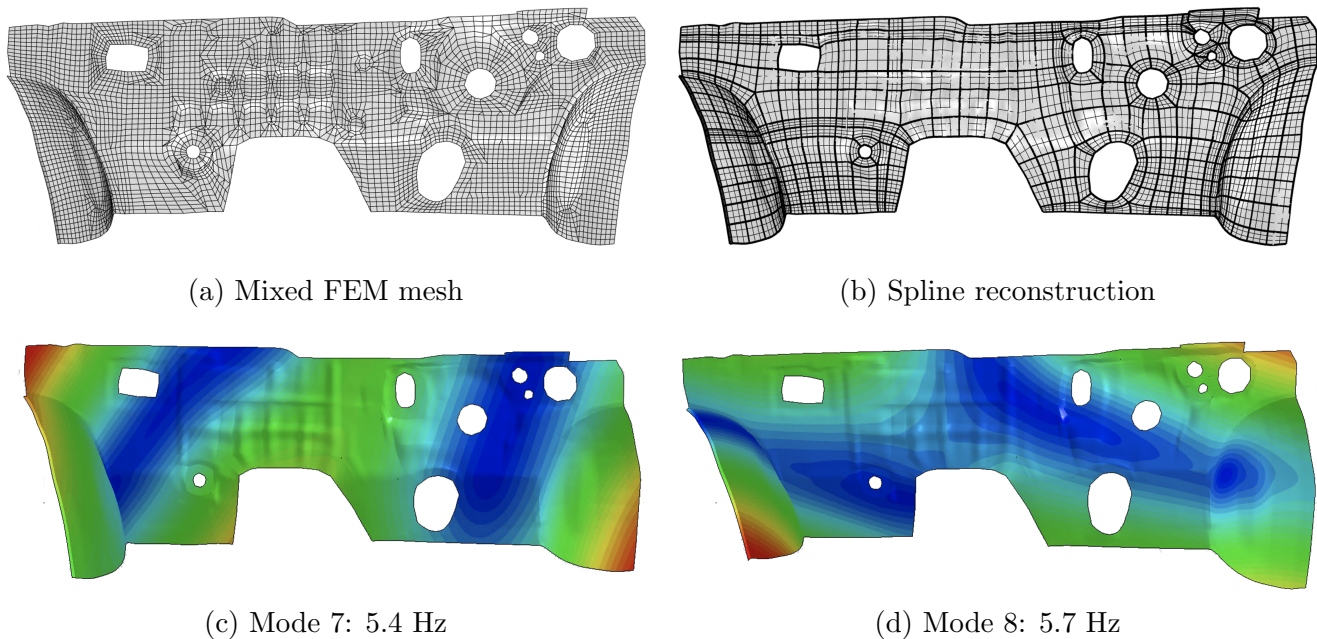 (a) Mixed FEM mesh
(b) Spline reconstruction
(c) Mode 7: 5.4 Hz
(d) Mode 8: 5.7 Hz